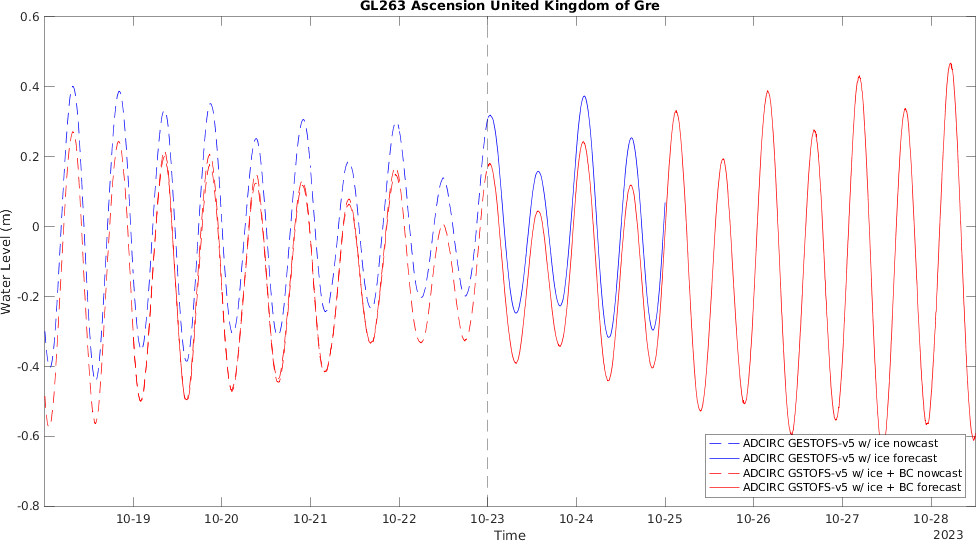 GL263 Ascension United Kingdom of Gre
0.6
0.4
0.2
0
-0.2
-0.4
-0.6
-0.8
Water Level (m)
ADCIRC GESTOFS-v5 w/ ice nowcast
ADCIRC GESTOFS-v5 w/ ice forecast
ADCIRC GSTOFS-v5 w/ ice + BC nowcast
ADCIRC GSTOFS-v5 w/ ice + BC forecast
10-19 10-20 10-21 10-22 10-23 10-24 10-25 10-26 10-27 10-28
Time
2023